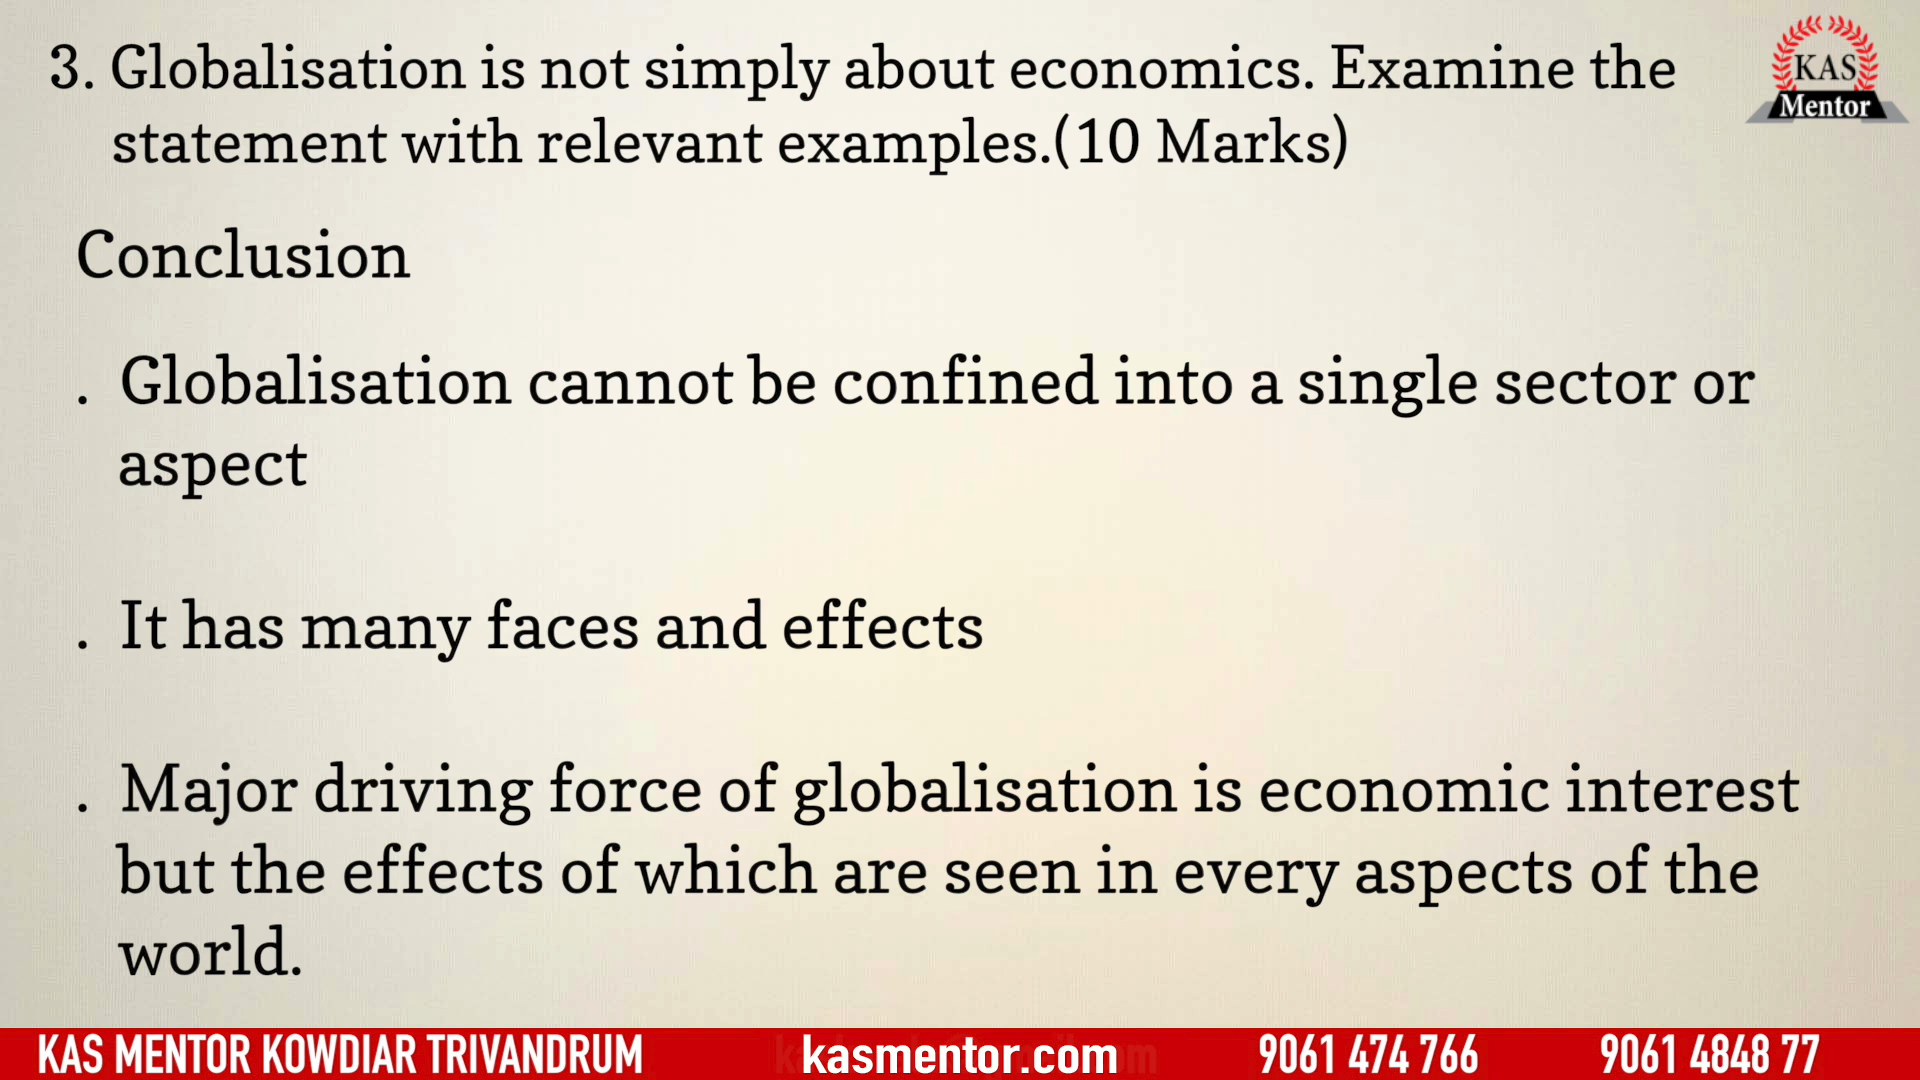 3. Globalisation is not simply about economics. Examine the
statement with relevant examples.(10 Marks)
KAS
Mentor
Conclusion
. Globalisation cannot be confined into a single sector or
aspect
. It has many faces and effects
. Major driving force of globalisation is economic interest
but the effects of which are seen in every aspects of the
world.
KAS MENTOR KOWDIAR TRIVANDRUM kasmentor.com 9061 474 766 9061 4848 77